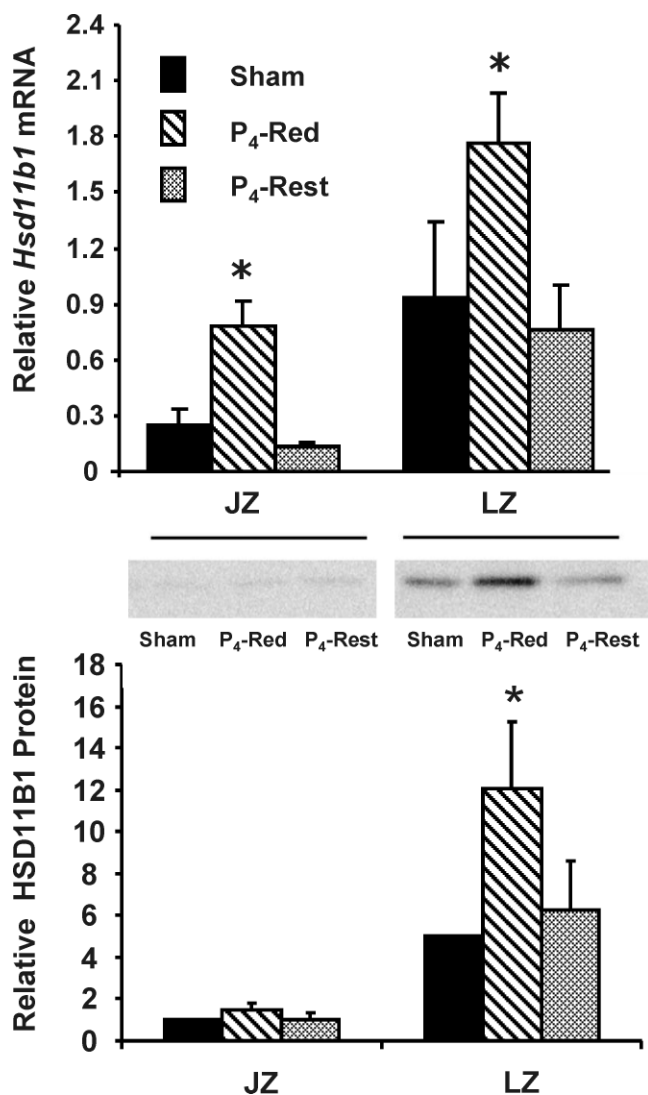 Relative Hsd11b1 mRNA
2.1
1.8
1.5
1.2
0.9
0.6
0.3
0
Sham
P₄-Red
P₄-Rest
*
*
JZ
LZ
Sham
P₄-Red
P₄-Rest
Sham
P₄-Red
P₄-Rest
Relative HSD11B1 Protein
18
16
14
12
10
8
6
4
2
0
*
JZ
LZ